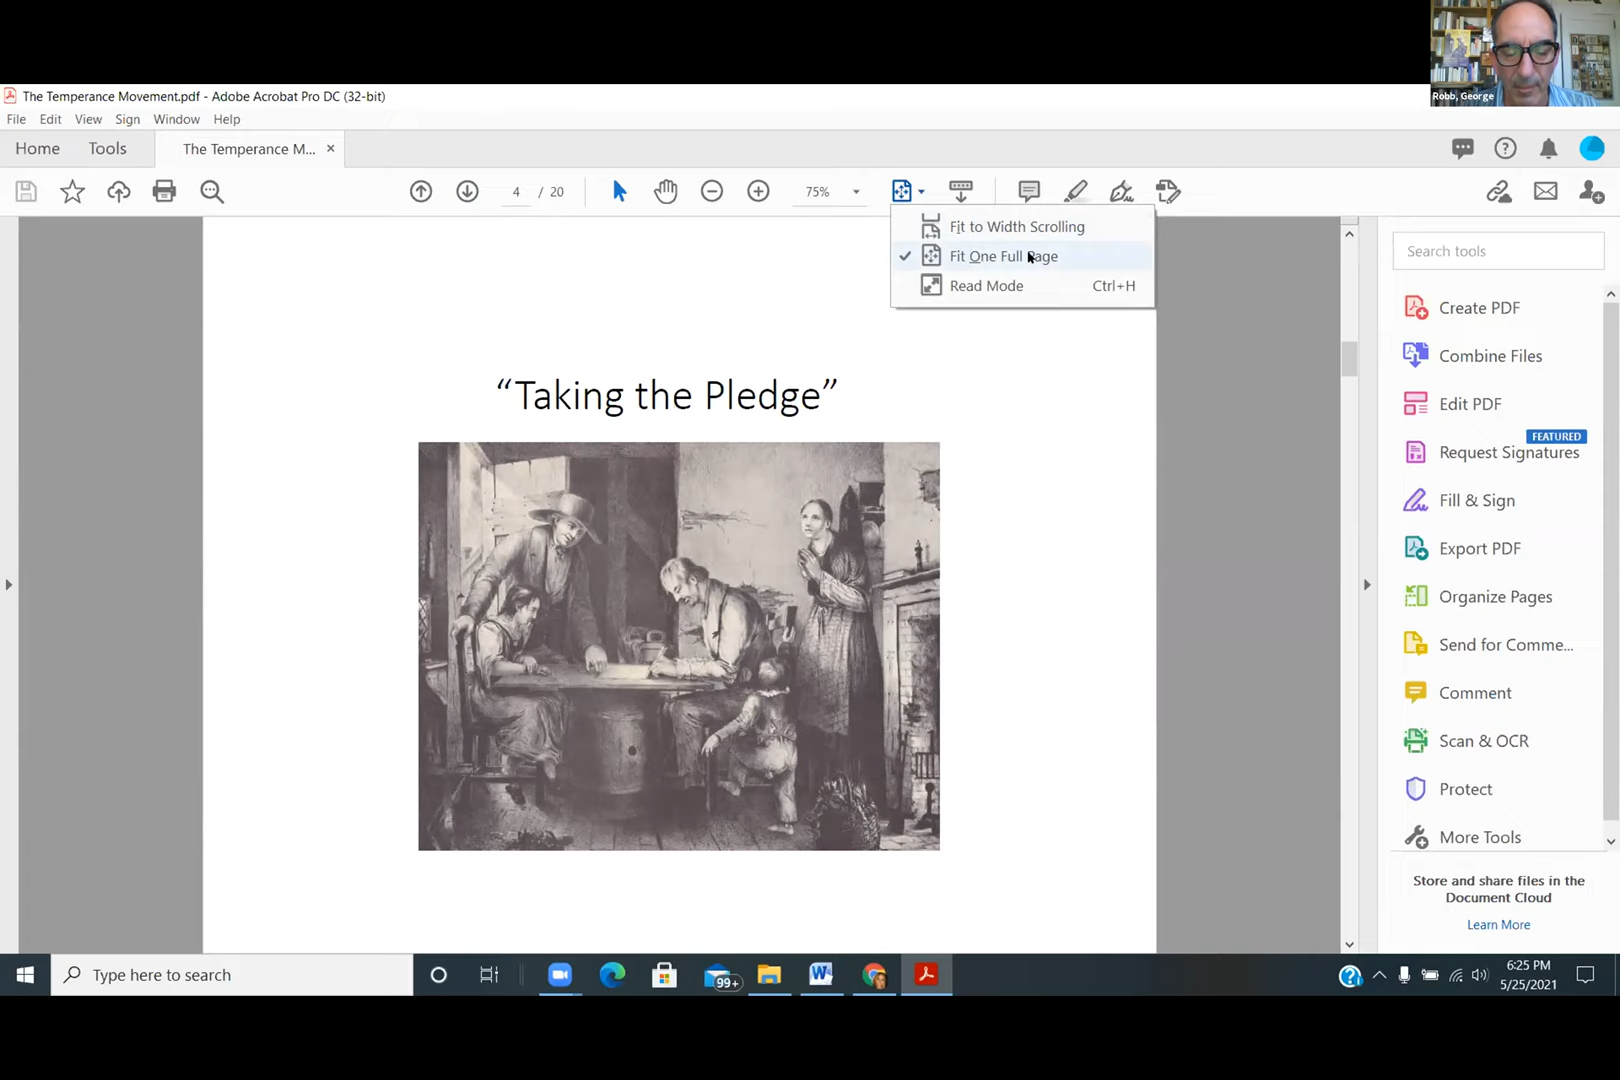 Robb, George
The Temperance Movement.pdf - Adobe Acrobat Pro DC (32-bit)
File Edit View Sign Window Help
Home Tools The Temperance M... ×
4 / 20 75%
Fit to Width Scrolling
Fit One Full Page
Read Mode Ctrl+H
“Taking the Pledge”
Search tools
Create PDF
Combine Files
Edit PDF
FEATURED
Request Signatures
Fill & Sign
Export PDF
Organize Pages
Send for Comme...
Comment
Scan & OCR
Protect
More Tools
Store and share files in the
Document Cloud
Learn More
Type here to search
99+
6:25 PM
5/25/2021